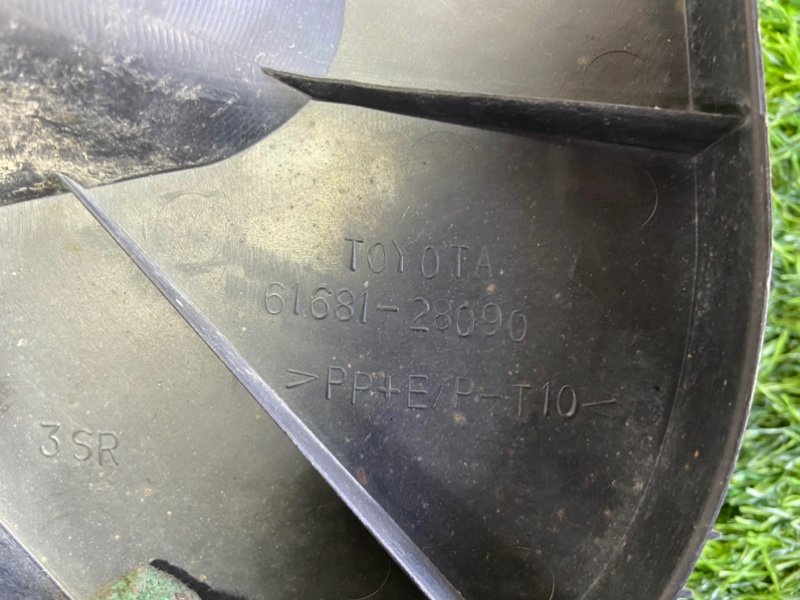 TOYOTA
61681-28090
>PP+E/P-T10<
3SR